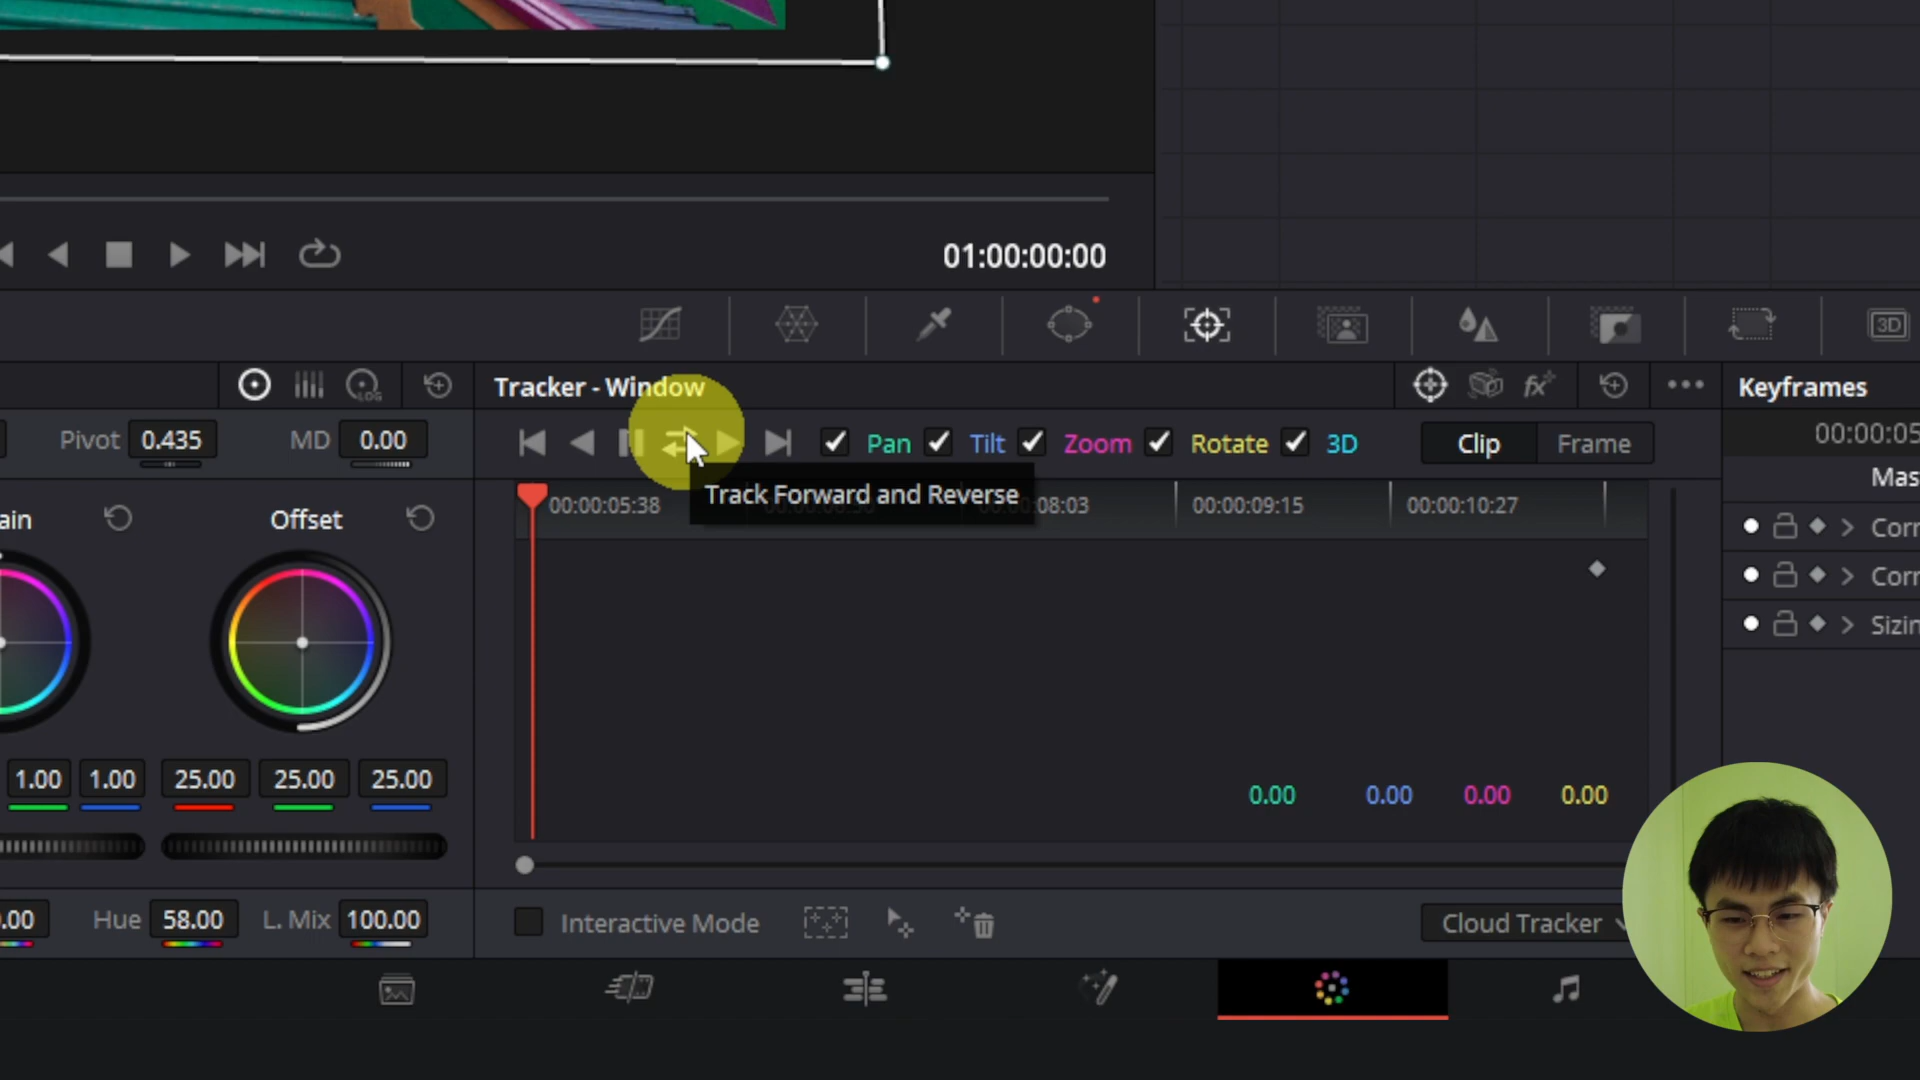 01:00:00:00
LOG
Tracker - Window
Keyframes
Pivot 0.435 MD 0.00
Pan Tilt Zoom Rotate 3D Clip Frame
00:00:05
Track Forward and Reverse
Mas
00:00:05:38 08:03 00:00:09:15 00:00:10:27
ain Offset
Corr
Corr
Sizin
1.00 1.00 25.00 25.00 25.00
0.00 0.00 0.00 0.00
.00 Hue 58.00 L. Mix 100.00
Interactive Mode Cloud Tracker
3D
fx